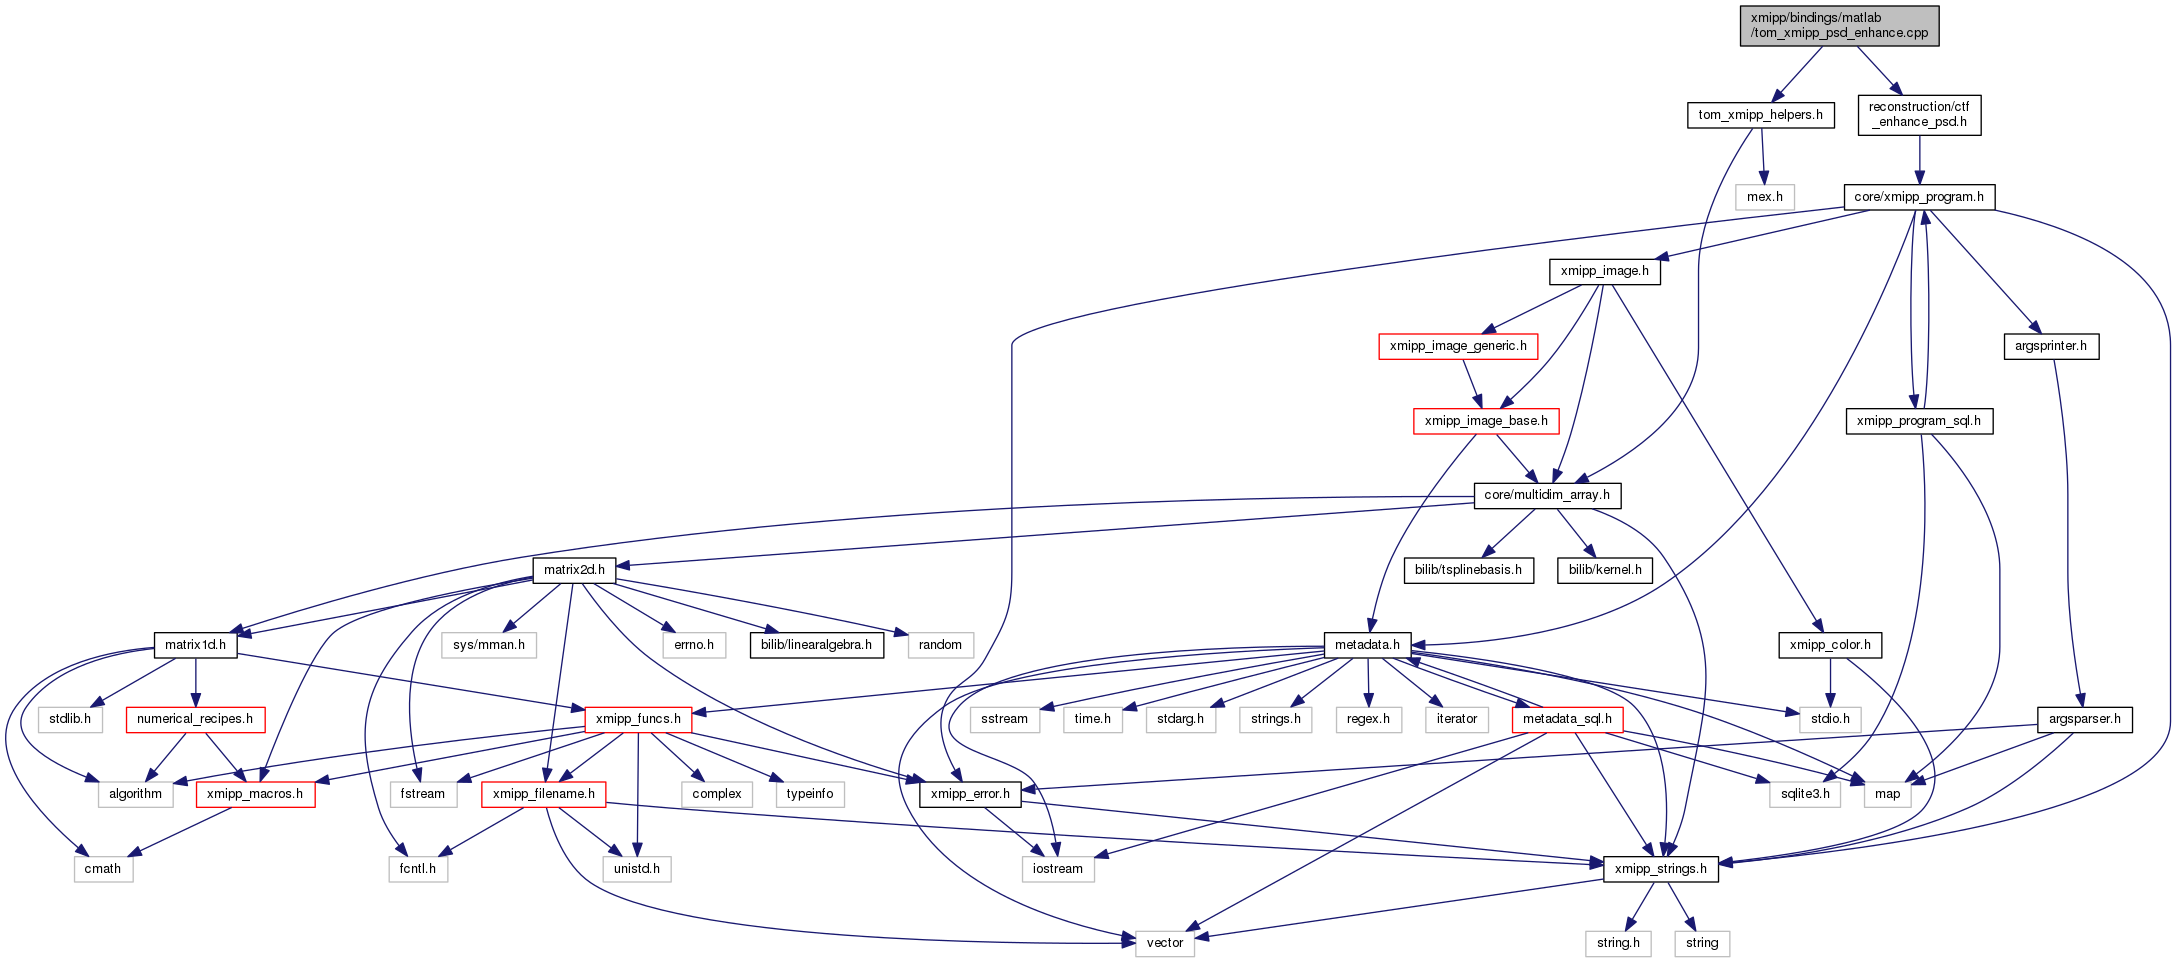 xmipp/bindings/matlab
/tom_xmipp_psd_enhance.cpp
tom_xmipp_helpers.h
reconstruction/ctf
_enhance_psd.h
mex.h
core/xmipp_program.h
xmipp_image.h
xmipp_image_generic.h
argsprinter.h
xmipp_image_base.h
xmipp_program_sql.h
core/multidim_array.h
matrix2d.h
bilib/tsplinebasis.h
bilib/kernel.h
matrix1d.h
sys/mman.h
errno.h
bilib/linearalgebra.h
random
metadata.h
xmipp_color.h
stdlib.h
numerical_recipes.h
xmipp_funcs.h
sstream
time.h
stdarg.h
strings.h
regex.h
iterator
metadata_sql.h
stdio.h
argsparser.h
algorithm
xmipp_macros.h
fstream
xmipp_filename.h
complex
typeinfo
xmipp_error.h
sqlite3.h
map
cmath
fcntl.h
unistd.h
iostream
xmipp_strings.h
vector
string.h
string